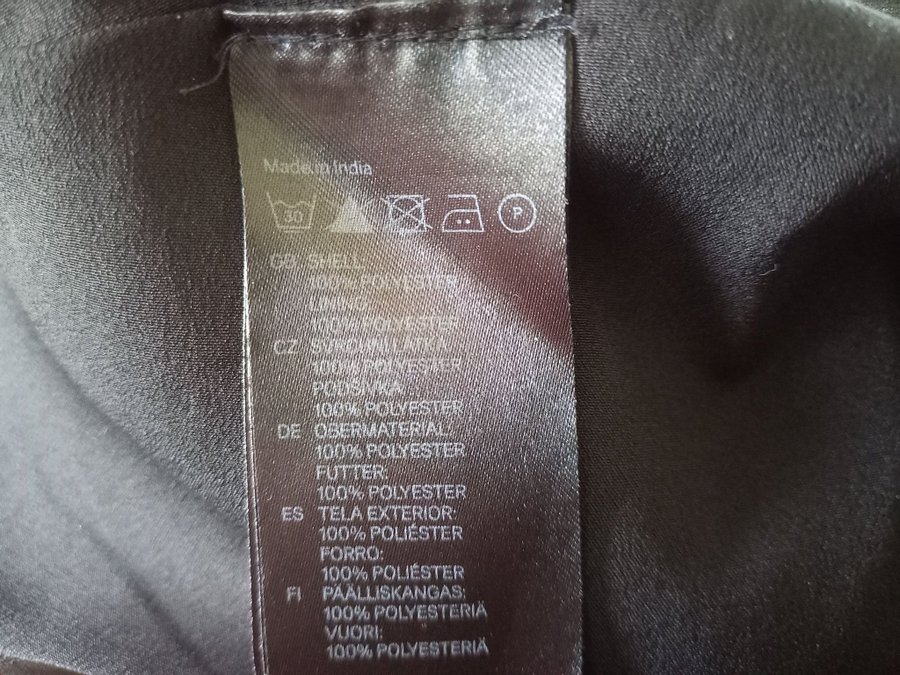 Made in India
30
P
GB SHELL:
100% POLYESTER
LINING:
100% POLYESTER
CZ SVRCHNÍ LÁTKA:
100% POLYESTER
PODŠÍVKA:
100% POLYESTER
DE OBERMATERIAL:
100% POLYESTER
FUTTER:
100% POLYESTER
ES TELA EXTERIOR:
100% POLIÉSTER
FORRO:
100% POLIÉSTER
FI PÄÄLLISKANGAS:
100% POLYESTERIÄ
VUORI:
100% POLYESTERIÄ